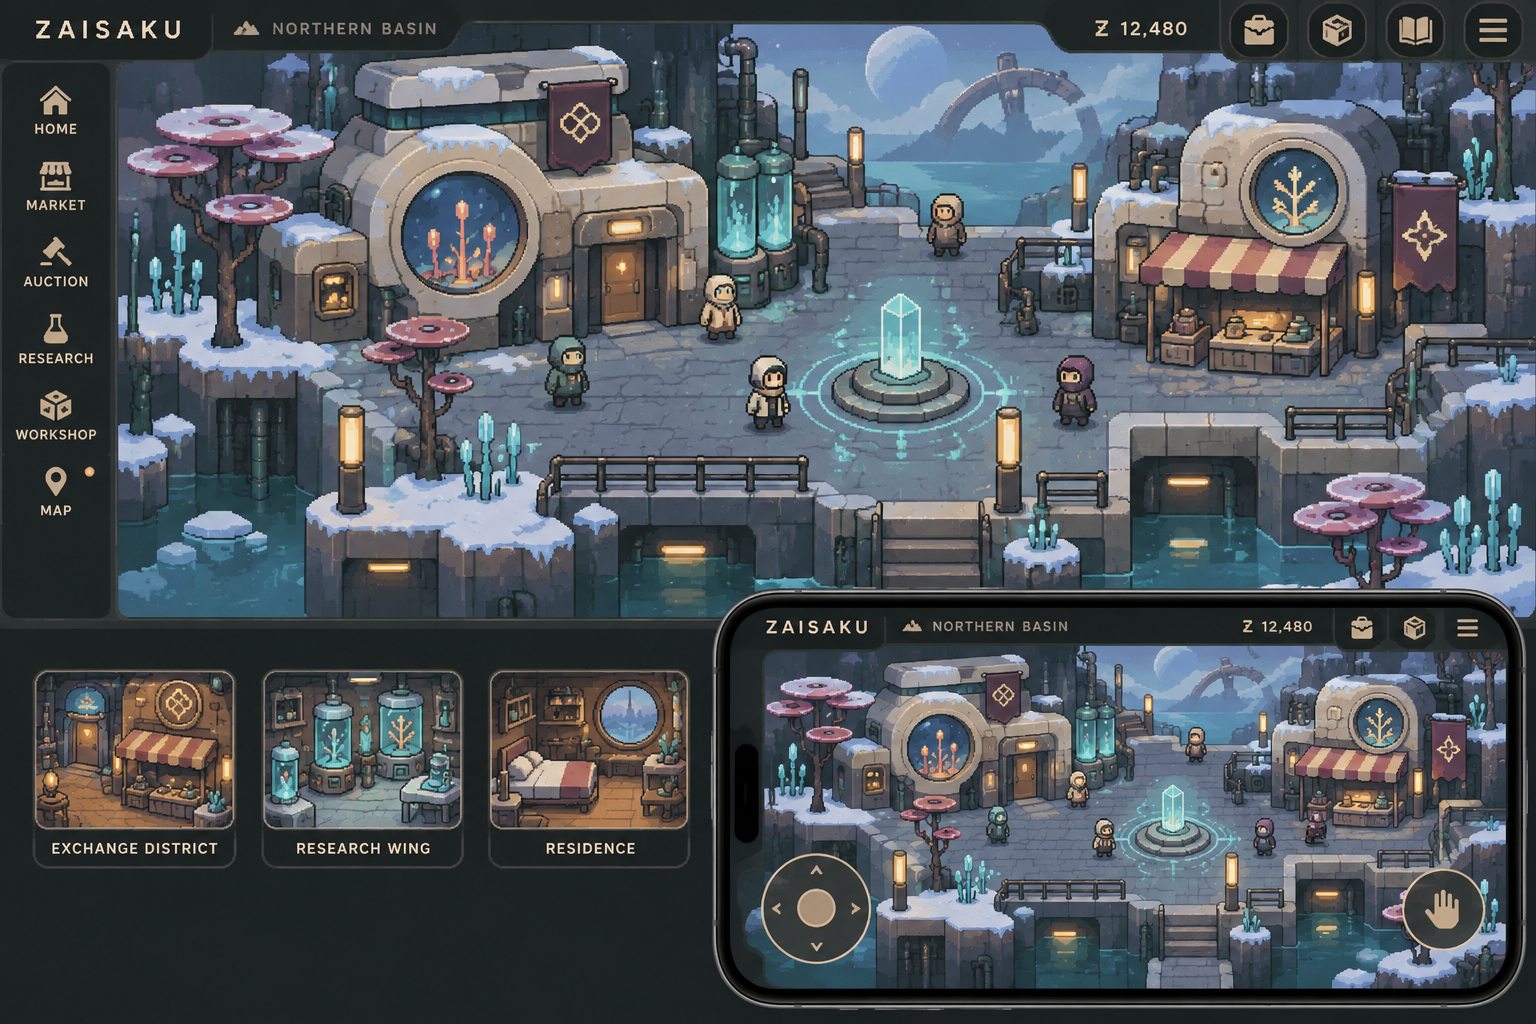 ZAISAKU
NORTHERN BASIN
Ƶ 12,480
HOME
MARKET
AUCTION
RESEARCH
WORKSHOP
MAP
EXCHANGE DISTRICT
RESEARCH WING
RESIDENCE
ZAISAKU
NORTHERN BASIN
Ƶ 12,480